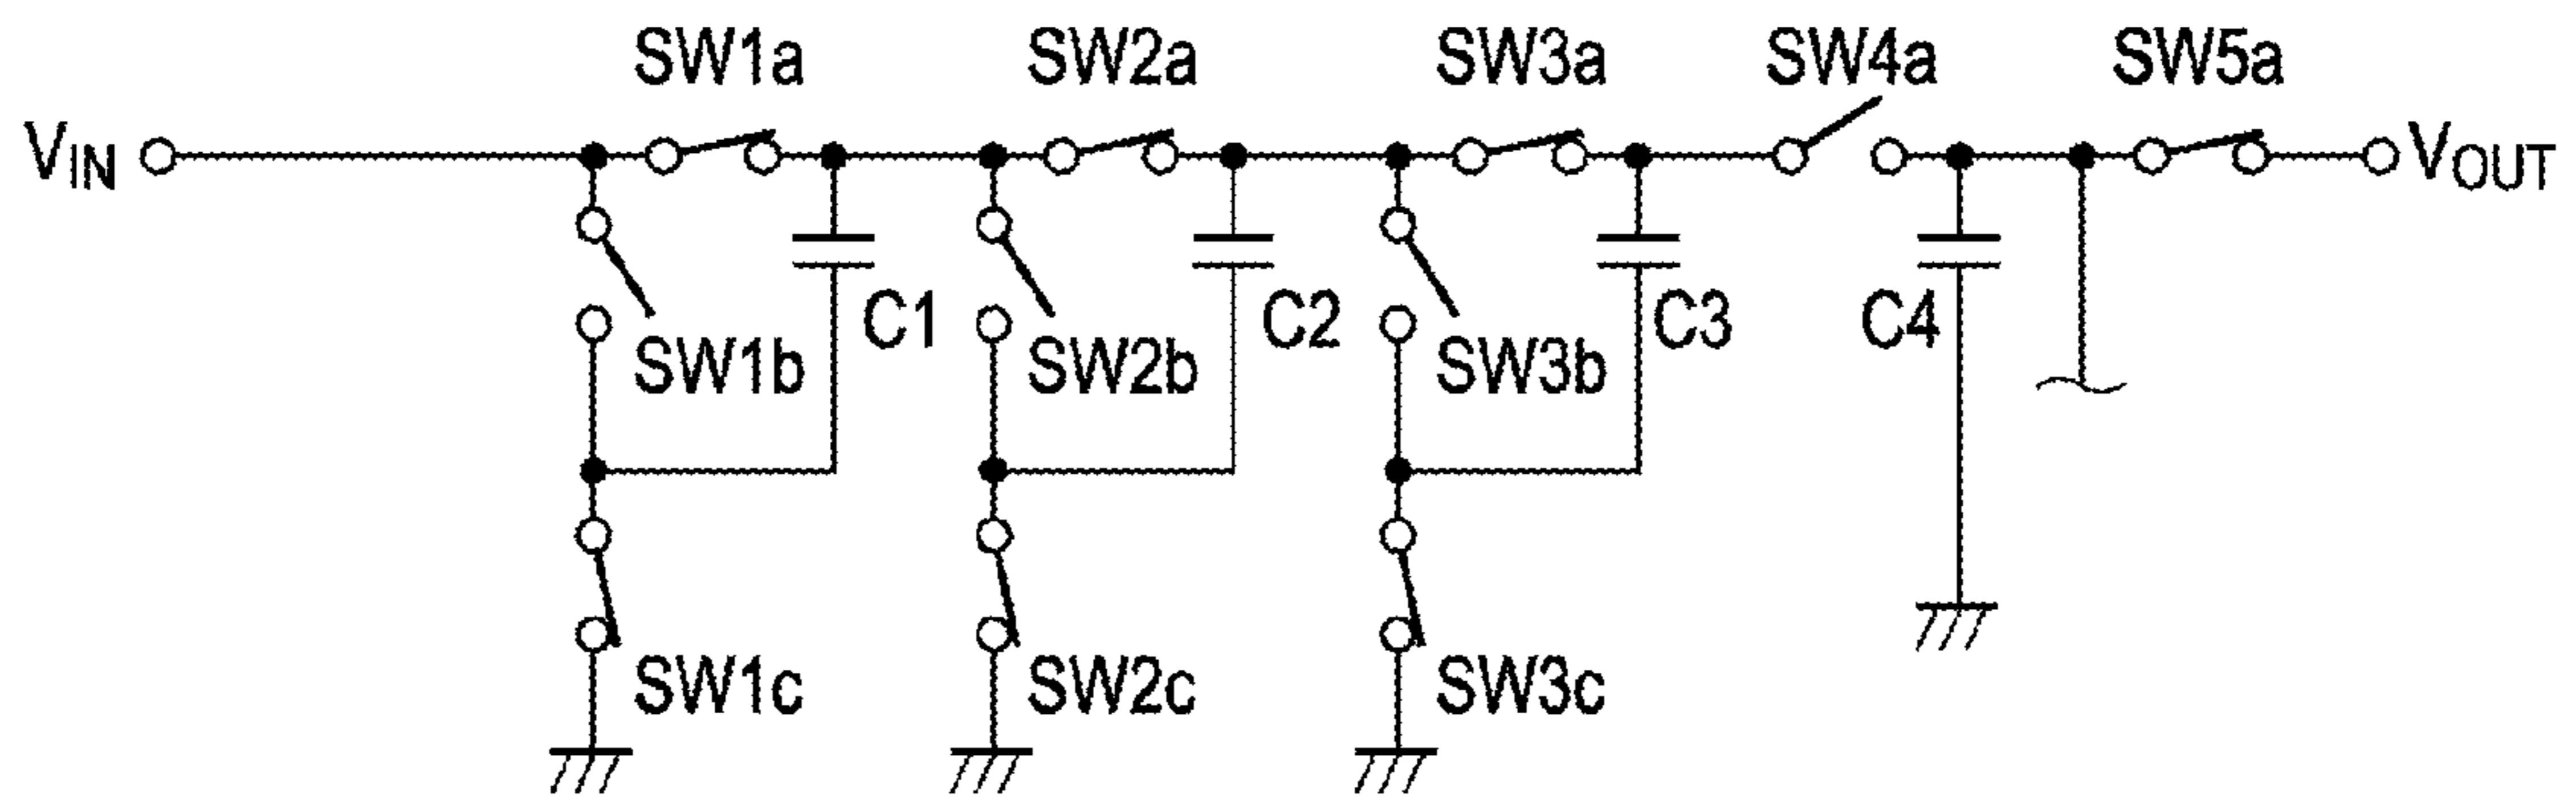 SW1a SW2a SW3a SW4a SW5a
VIN VOUT
C1 C2 C3 C4
SW1b SW2b SW3b
SW1c SW2c SW3c